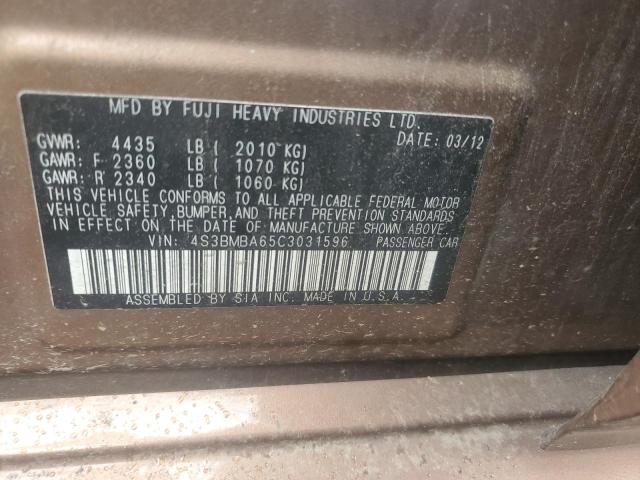 MFD BY FUJI HEAVY INDUSTRIES LTD.
DATE: 03/12
GVWR: 4435 LB ( 2010 KG)
GAWR: F 2360 LB ( 1070 KG)
GAWR: R 2340 LB ( 1060 KG)
THIS VEHICLE CONFORMS TO ALL APPLICABLE FEDERAL MOTOR
VEHICLE SAFETY, BUMPER, AND THEFT PREVENTION STANDARDS
IN EFFECT ON THE DATE OF MANUFACTURE SHOWN ABOVE.
VIN: 4S3BMBA65C3031596 PASSENGER CAR
ASSEMBLED BY SIA INC. MADE IN U.S.A.